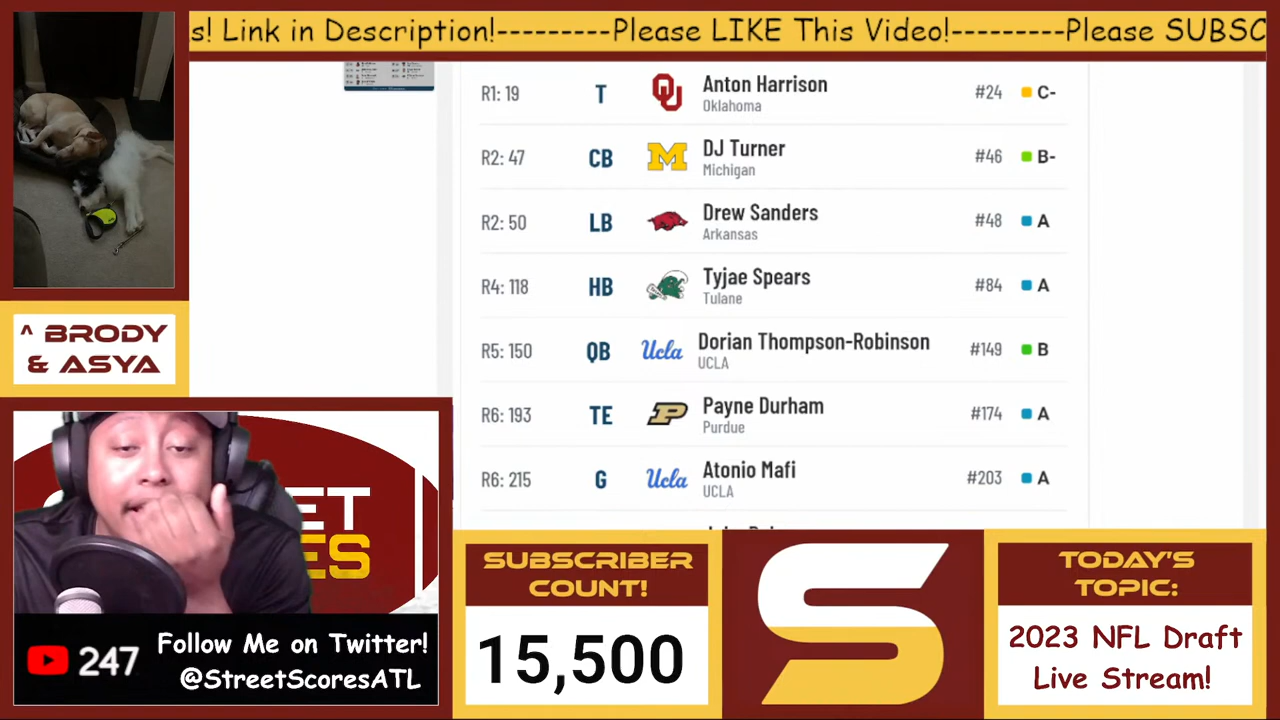 s! Link in Description!---------Please LIKE This Video!---------Please SUBSC
R1: 19 T OU Anton Harrison #24 C-
Oklahoma
R2: 47 CB M DJ Turner #46 B-
Michigan
R2: 50 LB Drew Sanders #48 A
Arkansas
R4: 118 HB Tyjae Spears #84 A
Tulane
R5: 150 QB Ucla Dorian Thompson-Robinson #149 B
UCLA
R6: 193 TE P Payne Durham #174 A
Purdue
R6: 215 G Ucla Atonio Mafi #203 A
UCLA
^ BRODY
& ASYA
ET
ES
247 Follow Me on Twitter!
@StreetScoresATL
SUBSCRIBER
COUNT!
15,500
S
TODAY'S
TOPIC:
2023 NFL Draft
Live Stream!